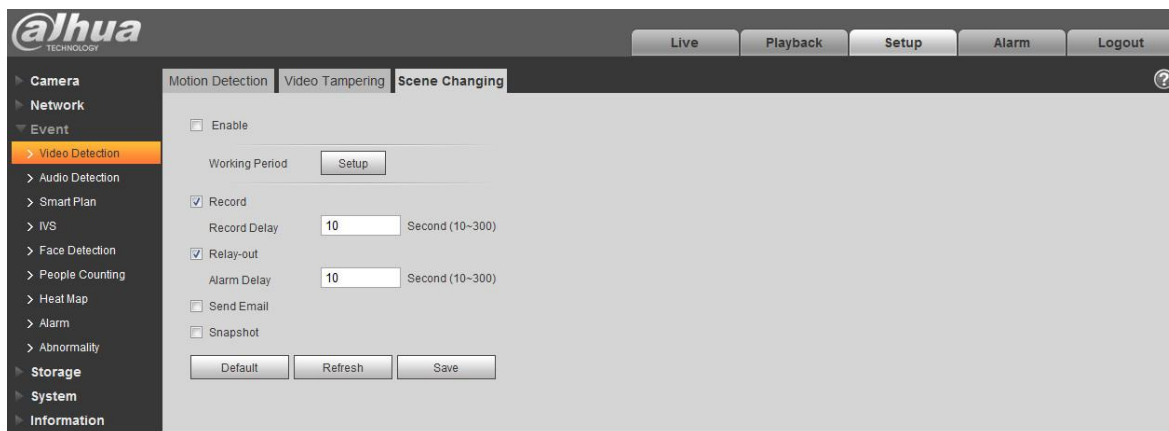 alhua
TECHNOLOGY
Live Playback Setup Alarm Logout
Camera
Network
Event
Video Detection
Audio Detection
Smart Plan
IVS
Face Detection
People Counting
Heat Map
Alarm
Abnormality
Storage
System
Information
Motion Detection Video Tampering Scene Changing
?
Enable
Working Period Setup
Record
Record Delay 10 Second (10~300)
Relay-out
Alarm Delay 10 Second (10~300)
Send Email
Snapshot
Default Refresh Save